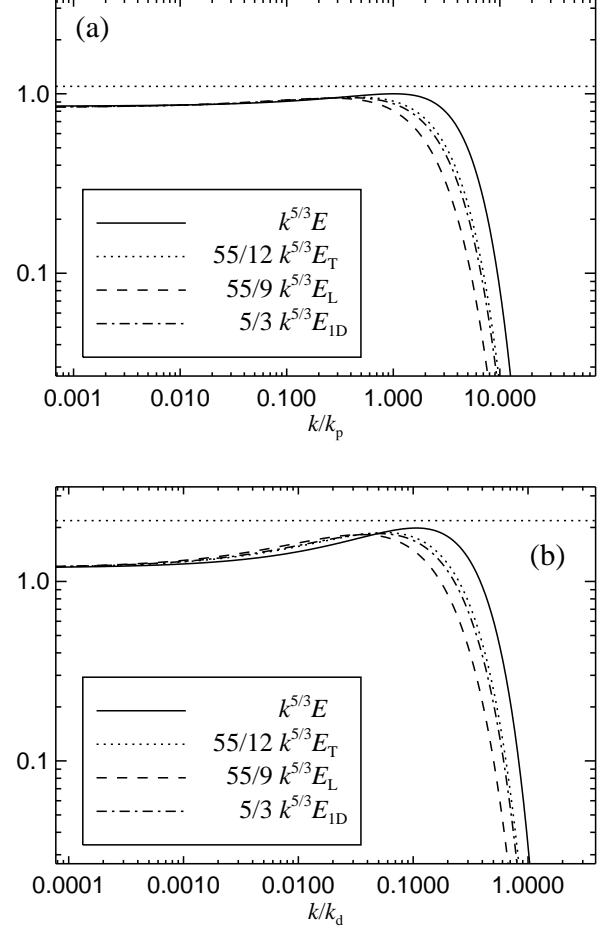 (a)
1.0
0.1
k^{5/3}E
55/12 k^{5/3}E_T
55/9 k^{5/3}E_L
5/3 k^{5/3}E_{1D}
0.001 0.010 0.100 1.000 10.000
k/k_p
(b)
1.0
0.1
k^{5/3}E
55/12 k^{5/3}E_T
55/9 k^{5/3}E_L
5/3 k^{5/3}E_{1D}
0.0001 0.0010 0.0100 0.1000 1.0000
k/k_d